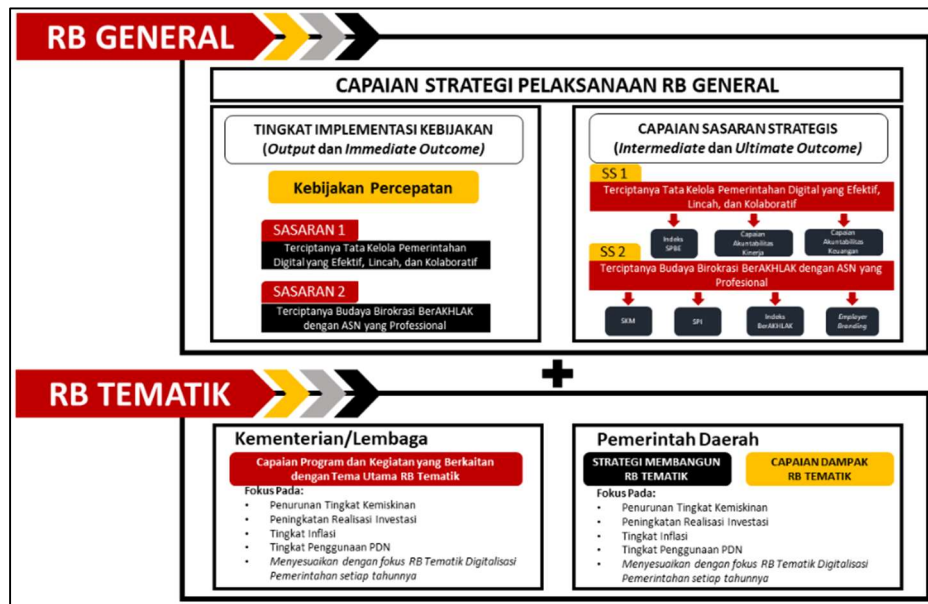 RB GENERAL
CAPAIAN STRATEGI PELAKSANAAN RB GENERAL
TINGKAT IMPLEMENTASI KEBIJAKAN
(Output dan Immediate Outcome)
Kebijakan Percepatan
SASARAN 1
Terciptanya Tata Kelola Pemerintahan
Digital yang Efektif, Lincah, dan Kolaboratif
SASARAN 2
Terciptanya Budaya Birokrasi BerAKHLAK
dengan ASN yang Professional
CAPAIAN SASARAN STRATEGIS
(Intermediate dan Ultimate Outcome)
SS 1
Terciptanya Tata Kelola Pemerintahan Digital yang Efektif,
Lincah, dan Kolaboratif
Indeks
SPBE
Capaian
Akuntabilitas
Kinerja
Capaian
Akuntabilitas
Keuangan
SS 2
Terciptanya Budaya Birokrasi BerAKHLAK dengan ASN yang
Profesional
SKM
SPI
Indeks
BerAKHLAK
Employer
Branding
+
RB TEMATIK
Kementerian/Lembaga
Capaian Program dan Kegiatan yang Berkaitan
dengan Tema Utama RB Tematik
Fokus Pada:
• Penurunan Tingkat Kemiskinan
• Peningkatan Realisasi Investasi
• Tingkat Inflasi
• Tingkat Penggunaan PDN
• Menyesuaikan dengan fokus RB Tematik Digitalisasi
Pemerintahan setiap tahunnya
Pemerintah Daerah
STRATEGI MEMBANGUN
RB TEMATIK
CAPAIAN DAMPAK
RB TEMATIK
Fokus Pada:
• Penurunan Tingkat Kemiskinan
• Peningkatan Realisasi Investasi
• Tingkat Inflasi
• Tingkat Penggunaan PDN
• Menyesuaikan dengan fokus RB Tematik Digitalisasi
Pemerintahan setiap tahunnya